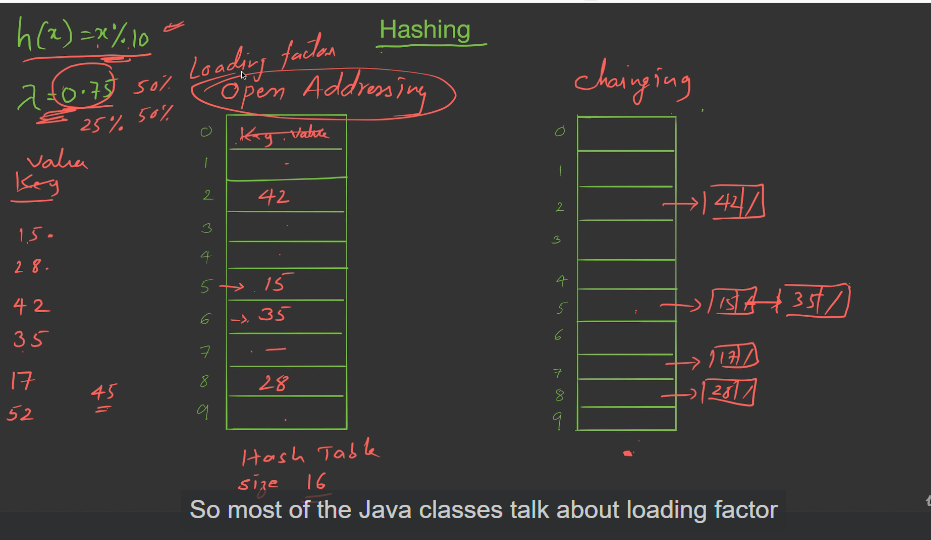 Hashing
h(x) = x%10
λ = 0.75
50%
25% 50%
Loading factor
Open Addressing
Chainging
Value
Key
15
28
42
35
17
52
45
0 Key Value
1
2 42
3
4
5 → 15
6 → 35
7 —
8 28
9
Hash Table
size 16
0
1
2 → 42 /
3
4
5 → 15 → 35 /
6
7 → 17 /
8 → 28 /
9
So most of the Java classes talk about loading factor